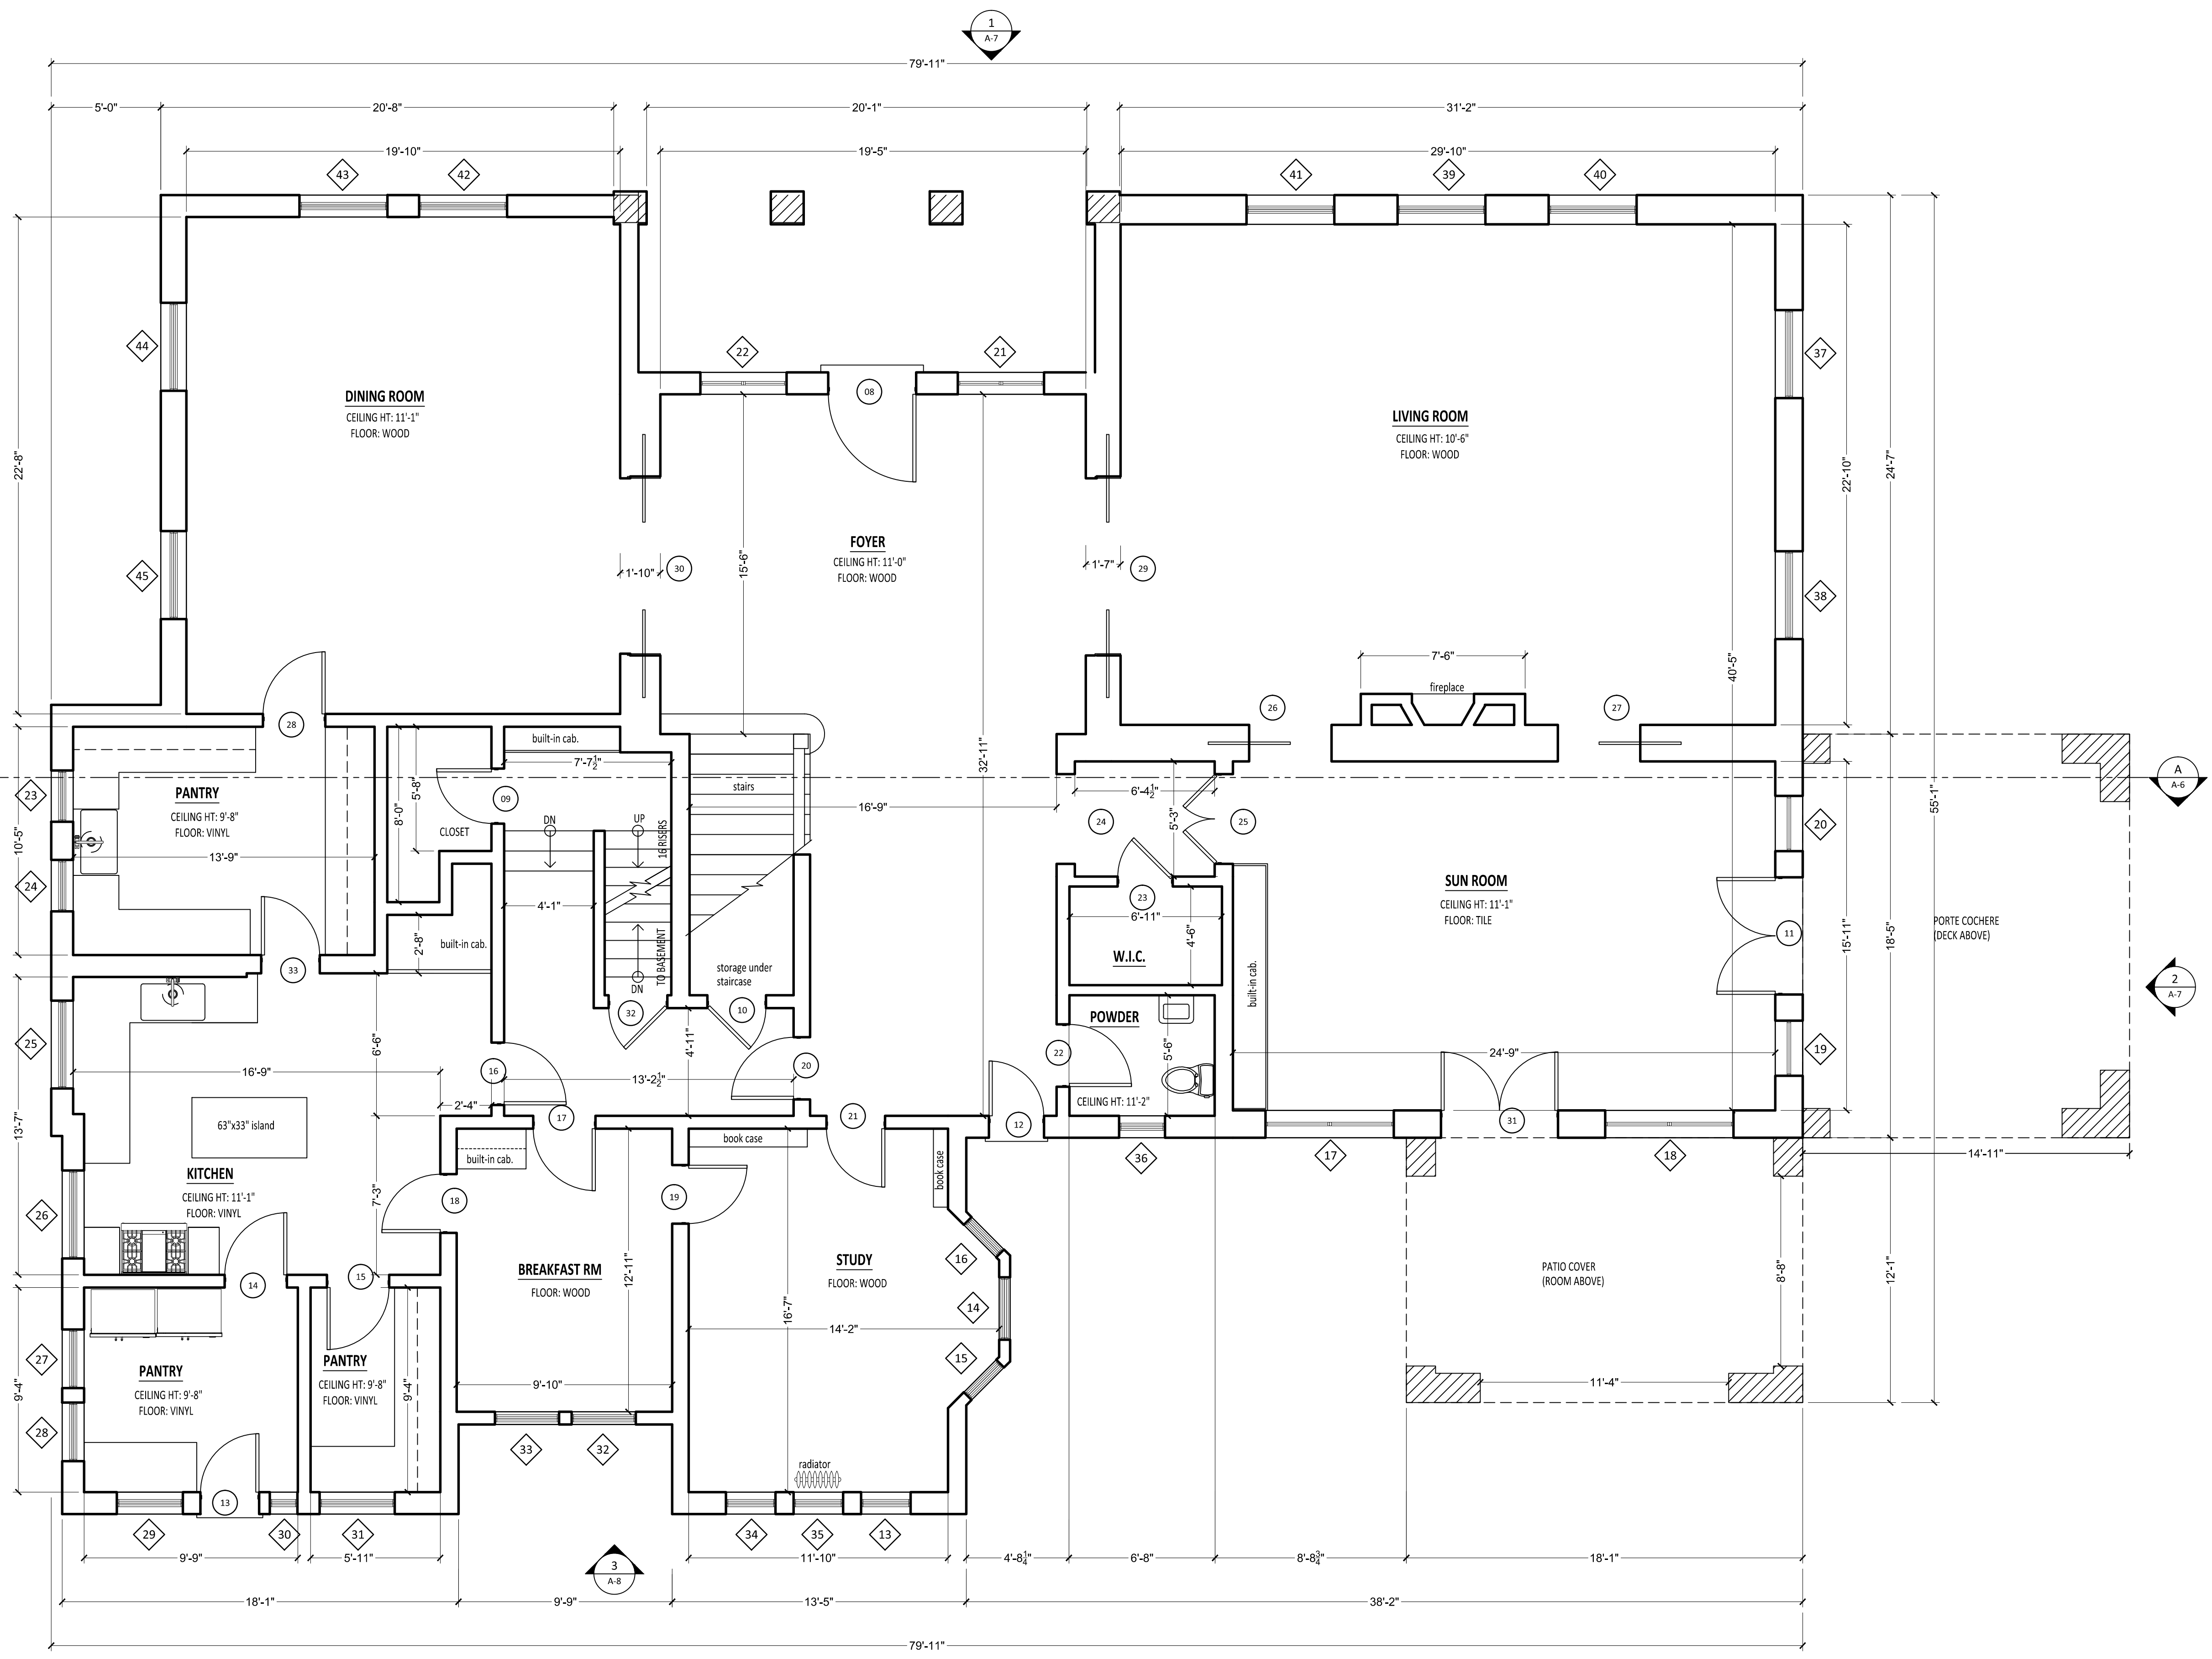 1
A-7
79'-11"
5'-0"
20'-8"
20'-1"
31'-2"
19'-10"
19'-5"
29'-10"
43
42
41
39
40
22
21
44
37
08
DINING ROOM
CEILING HT: 11'-1"
FLOOR: WOOD
LIVING ROOM
CEILING HT: 10'-6"
FLOOR: WOOD
22'-8"
22'-10"
24'-7"
55'-1"
FOYER
CEILING HT: 11'-0"
FLOOR: WOOD
15'-6"
45
1'-10"
30
1'-7"
29
38
7'-6"
fireplace
40'-5"
26
27
28
built-in cab.
7'-7½"
32'-11"
stairs
6'-4½"
A
A-6
23
PANTRY
CEILING HT: 9'-8"
FLOOR: VINYL
13'-9"
10'-5"
24
8'-0"
5'-8"
CLOSET
09
DN
UP
16 RISERS
16'-9"
24
5'-3"
25
20
4'-1"
SUN ROOM
CEILING HT: 11'-1"
FLOOR: TILE
23
6'-11"
4'-6"
W.I.C.
11
15'-11"
18'-5"
PORTE COCHERE
(DECK ABOVE)
2'-8"
built-in cab.
TO BASEMENT
DN
storage under
staircase
built-in cab.
33
2
A-7
32
10
POWDER
25
6'-6"
4'-11"
22
5'-6"
24'-9"
19
16'-9"
16
13'-2½"
20
2'-4"
CEILING HT: 11'-2"
63"x33" island
17
21
12
31
13'-7"
book case
36
17
18
14'-11"
built-in cab.
book case
KITCHEN
CEILING HT: 11'-1"
FLOOR: VINYL
7'-3"
18
19
26
16
STUDY
FLOOR: WOOD
BREAKFAST RM
FLOOR: WOOD
12'-11"
PATIO COVER
(ROOM ABOVE)
8'-8"
12'-1"
14
15
16'-7"
14
14'-2"
27
PANTRY
CEILING HT: 9'-8"
FLOOR: VINYL
PANTRY
CEILING HT: 9'-8"
FLOOR: VINYL
9'-4"
9'-4"
9'-10"
15
11'-4"
28
33
32
radiator
13
29
30
31
34
35
13
9'-9"
5'-11"
3
A-8
11'-10"
4'-8¼"
6'-8"
8'-8¾"
18'-1"
18'-1"
9'-9"
13'-5"
38'-2"
79'-11"